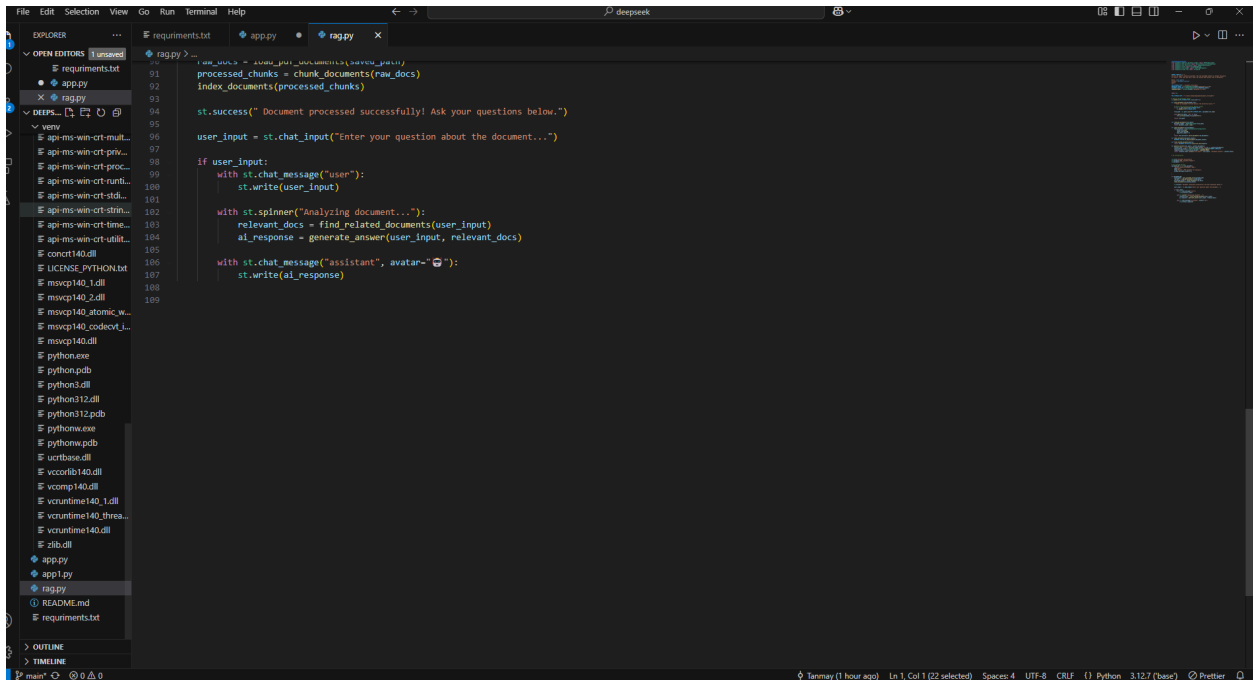 File Edit Selection View Go Run Terminal Help
deepseek
EXPLORER
requriments.txt
app.py
rag.py
OPEN EDITORS 1 unsaved
requriments.txt
app.py
rag.py
DEEPS...
venv
api-ms-win-crt-mult...
api-ms-win-crt-priv...
api-ms-win-crt-proc...
api-ms-win-crt-runti...
api-ms-win-crt-stdi...
api-ms-win-crt-strin...
api-ms-win-crt-time...
api-ms-win-crt-utilit...
concrt140.dll
LICENSE_PYTHON.txt
msvcp140_1.dll
msvcp140_2.dll
msvcp140_atomic_w...
msvcp140_codecvt_i...
msvcp140.dll
python.exe
python.pdb
python3.dll
python312.dll
python312.pdb
pythonw.exe
pythonw.pdb
ucrtbase.dll
vccorlib140.dll
vcomp140.dll
vcruntime140_1.dll
vcruntime140_threa...
vcruntime140.dll
zlib.dll
app.py
app1.py
rag.py
README.md
requriments.txt
OUTLINE
TIMELINE
rag.py > ...
90 raw_docs = load_pdf_documents(saved_path)
91 processed_chunks = chunk_documents(raw_docs)
92 index_documents(processed_chunks)
93
94 st.success(" Document processed successfully! Ask your questions below.")
95
96 user_input = st.chat_input("Enter your question about the document...")
97
98 if user_input:
99 with st.chat_message("user"):
100 st.write(user_input)
101
102 with st.spinner("Analyzing document..."):
103 relevant_docs = find_related_documents(user_input)
104 ai_response = generate_answer(user_input, relevant_docs)
105
106 with st.chat_message("assistant", avatar="🤖"):
107 st.write(ai_response)
108
109
main* 0 0 Tanmay (1 hour ago) Ln 1, Col 1 (22 selected) Spaces: 4 UTF-8 CRLF {} Python 3.12.7 ('base') Prettier